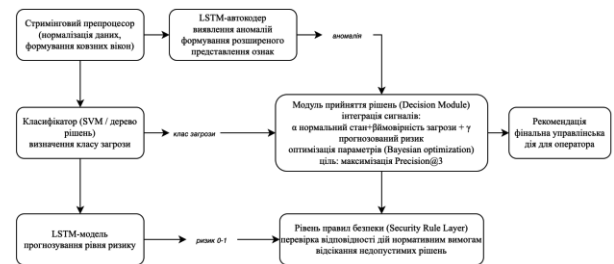 Стримінговий препроцесор
(нормалізація даних,
формування ковзних вікон)
LSTM-автокодер
виявлення аномалій
формування розширеного
представлення ознак
аномалія
Класифікатор (SVM / дерево
рішень)
визначення класу загрози
клас загрози
Модуль прийняття рішень (Decision Module)
інтеграція сигналів:
α нормальний стан+βймовірність загрози + γ
прогнозований ризик
оптимізація параметрів (Bayesian optimization)
ціль: максимізація Precision@3
Рекомендація
фінальна управлінська
дія для оператора
LSTM-модель
прогнозування рівня ризику
ризик 0-1
Рівень правил безпеки (Security Rule Layer)
перевірка відповідності дій нормативним вимогам
відсікання недопустимих рішень